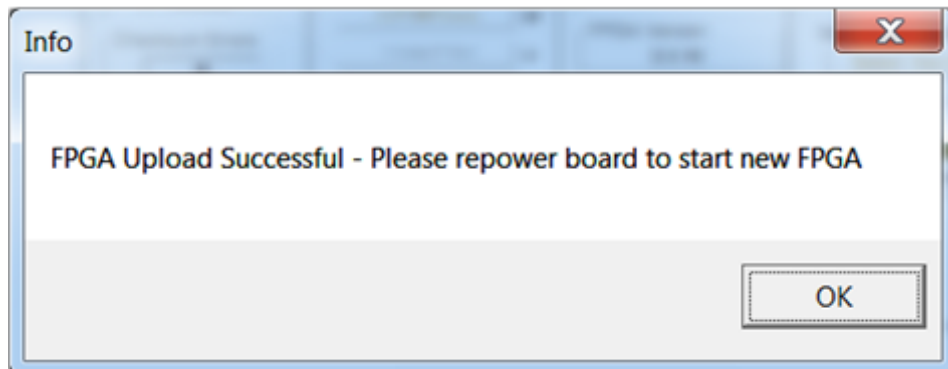 Info
FPGA Upload Successful - Please repower board to start new FPGA
OK